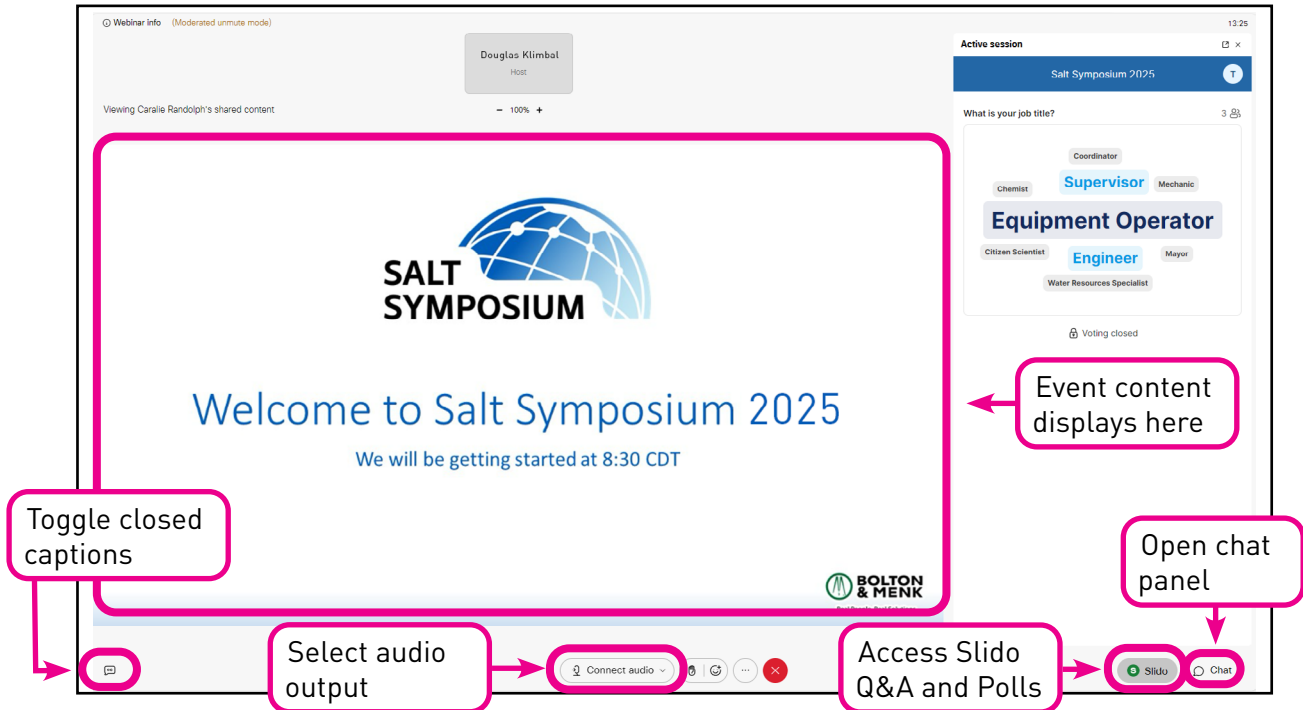 Webinar info (Moderated unmute mode)
13:25
Douglas Klimbal
Host
Viewing Caralie Randolph's shared content
− 100% +
Active session
Salt Symposium 2025
T
What is your job title?
3
Coordinator
Supervisor
Mechanic
Chemist
Equipment Operator
Citizen Scientist
Engineer
Mayor
Water Resources Specialist
Voting closed
SALT
SYMPOSIUM
Welcome to Salt Symposium 2025
We will be getting started at 8:30 CDT
BOLTON
& MENK
Event content
displays here
Toggle closed
captions
Select audio
output
Connect audio
Access Slido
Q&A and Polls
S Slido
Open chat
panel
Chat